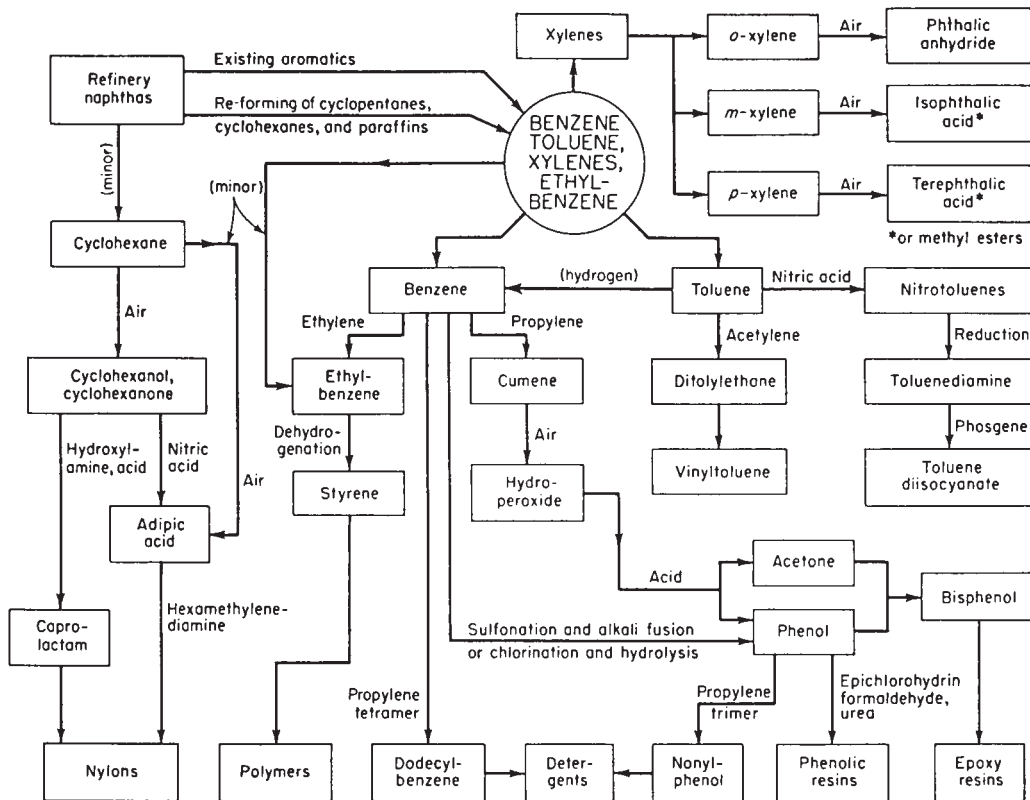 Xylenes
o-xylene
Air
Phthalic
anhydride
Refinery
naphthas
Existing aromatics
Re-forming of cyclopentanes,
cyclohexanes, and paraffins
BENZENE
TOLUENE,
XYLENES,
ETHYL-
BENZENE
m-xylene
Air
Isophthalic
acid*
p-xylene
Air
Terephthalic
acid*
*or methyl esters
(minor)
(minor)
Cyclohexane
Benzene
(hydrogen)
Toluene
Nitric acid
Nitrotoluenes
Air
Ethylene
Propylene
Acetylene
Reduction
Cyclohexanol,
cyclohexanone
Ethyl-
benzene
Cumene
Ditolylethane
Toluenediamine
Hydroxyl-
amine, acid
Nitric
acid
Air
Dehydro-
genation
Air
Phosgene
Styrene
Hydro-
peroxide
Vinyltoluene
Toluene
diisocyanate
Adipic
acid
Acid
Acetone
Bisphenol
Phenol
Capro-
lactam
Hexamethylene-
diamine
Sulfonation and alkali fusion
or chlorination and hydrolysis
Propylene
tetramer
Propylene
trimer
Epichlorohydrin
formaldehyde,
urea
Nylons
Polymers
Dodecyl-
benzene
Deter-
gents
Nonyl-
phenol
Phenolic
resins
Epoxy
resins